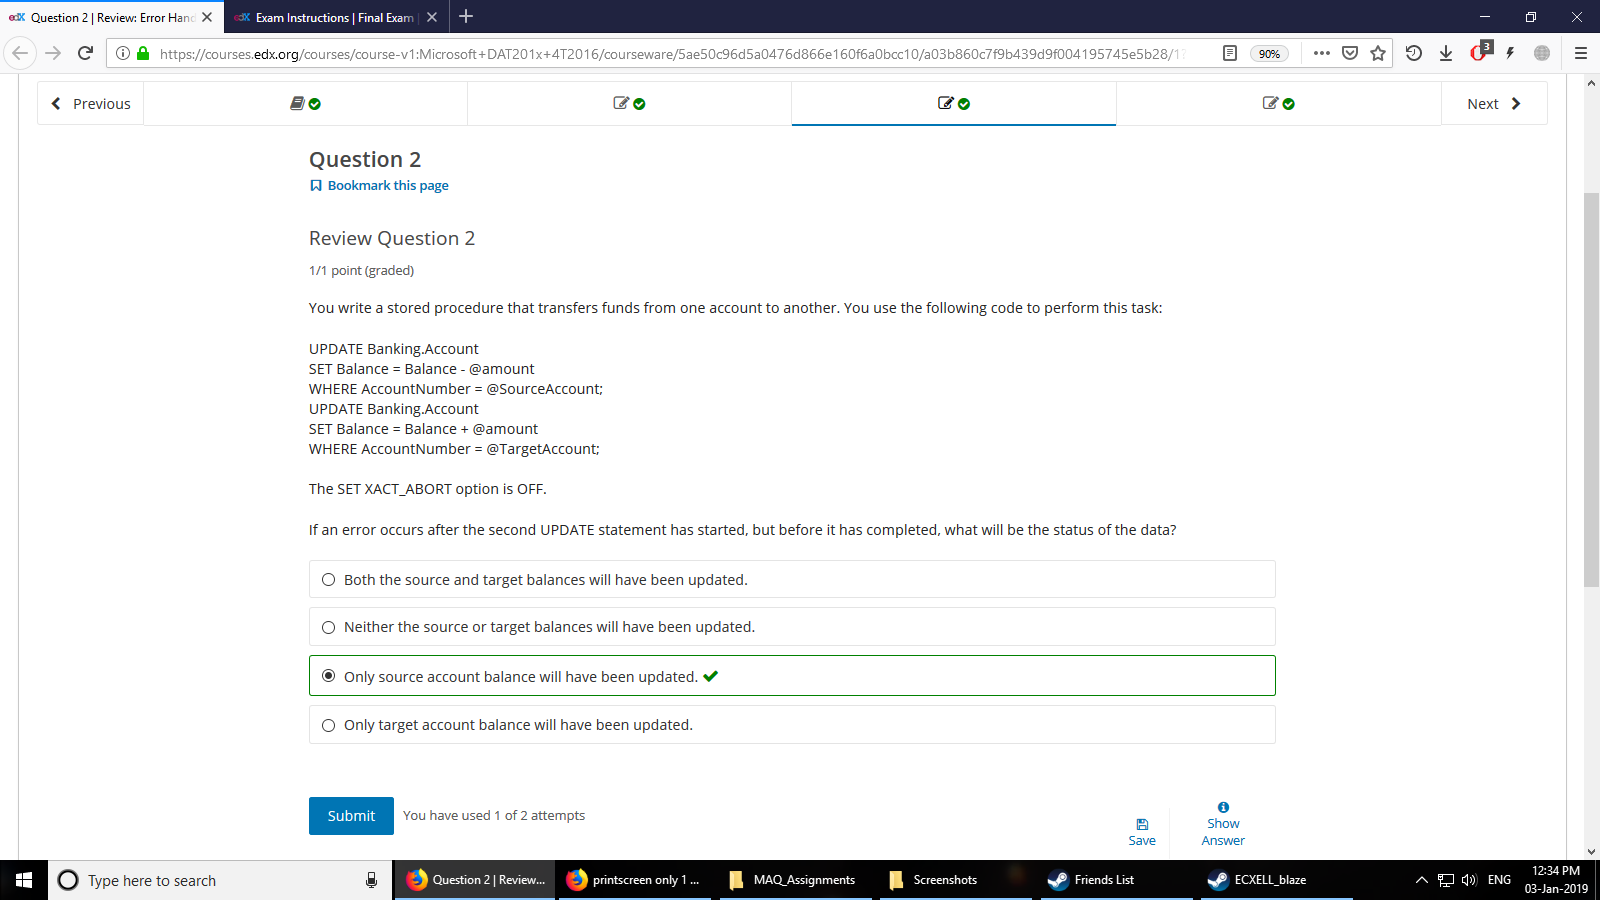 edX Question 2 | Review: Error Hand
edX Exam Instructions | Final Exam |
https://courses.edx.org/courses/course-v1:Microsoft+DAT201x+4T2016/courseware/5ae50c96d5a0476d866e160f6a0bcc10/a03b860c7f9b439d9f004195745e5b28/1?
90%
3
Previous
Next
Question 2
Bookmark this page
Review Question 2
1/1 point (graded)
You write a stored procedure that transfers funds from one account to another. You use the following code to perform this task:
UPDATE Banking.Account
SET Balance = Balance - @amount
WHERE AccountNumber = @SourceAccount;
UPDATE Banking.Account
SET Balance = Balance + @amount
WHERE AccountNumber = @TargetAccount;
The SET XACT_ABORT option is OFF.
If an error occurs after the second UPDATE statement has started, but before it has completed, what will be the status of the data?
Both the source and target balances will have been updated.
Neither the source or target balances will have been updated.
Only source account balance will have been updated.
Only target account balance will have been updated.
Submit
You have used 1 of 2 attempts
Save
Show
Answer
Type here to search
Question 2 | Review...
printscreen only 1 ...
MAQ_Assignments
Screenshots
Friends List
ECXELL_blaze
ENG
12:34 PM
03-Jan-2019